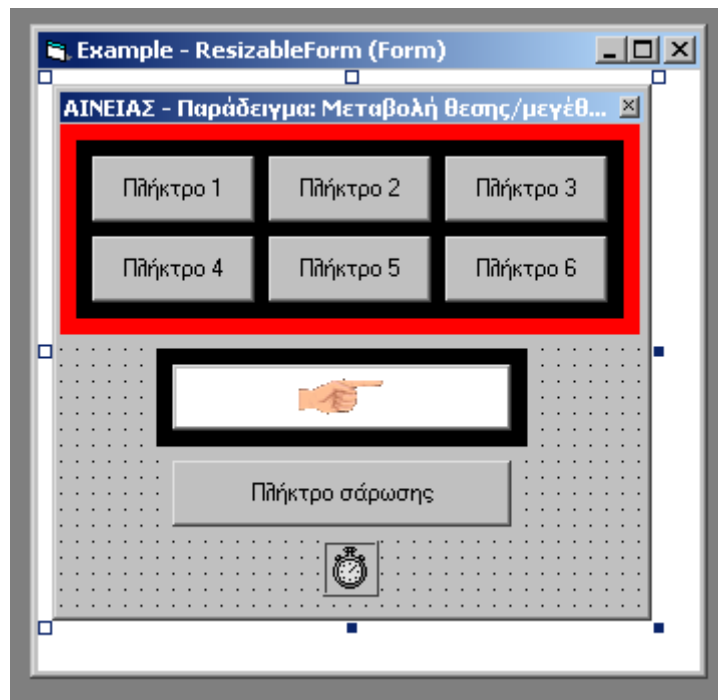 Example - ResizableForm (Form)
ΑΙΝΕΙΑΣ - Παράδειγμα: Μεταβολή θεσης/μεγέθ...
Πλήκτρο 1 Πλήκτρο 2 Πλήκτρο 3
Πλήκτρο 4 Πλήκτρο 5 Πλήκτρο 6
Πλήκτρο σάρωσης